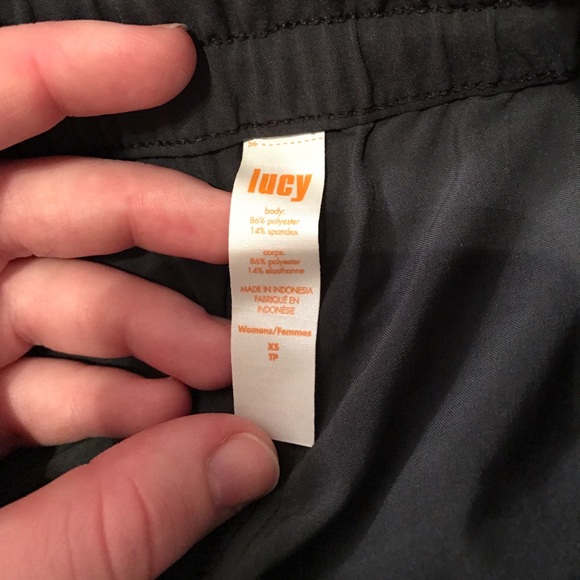 lucy
body:
86% polyester
14% spandex
corps:
86% polyester
14% elasthanne
MADE IN INDONESIA
FABRIQUÉ EN
INDONÉSIE
Womens/Femmes
XS
TP